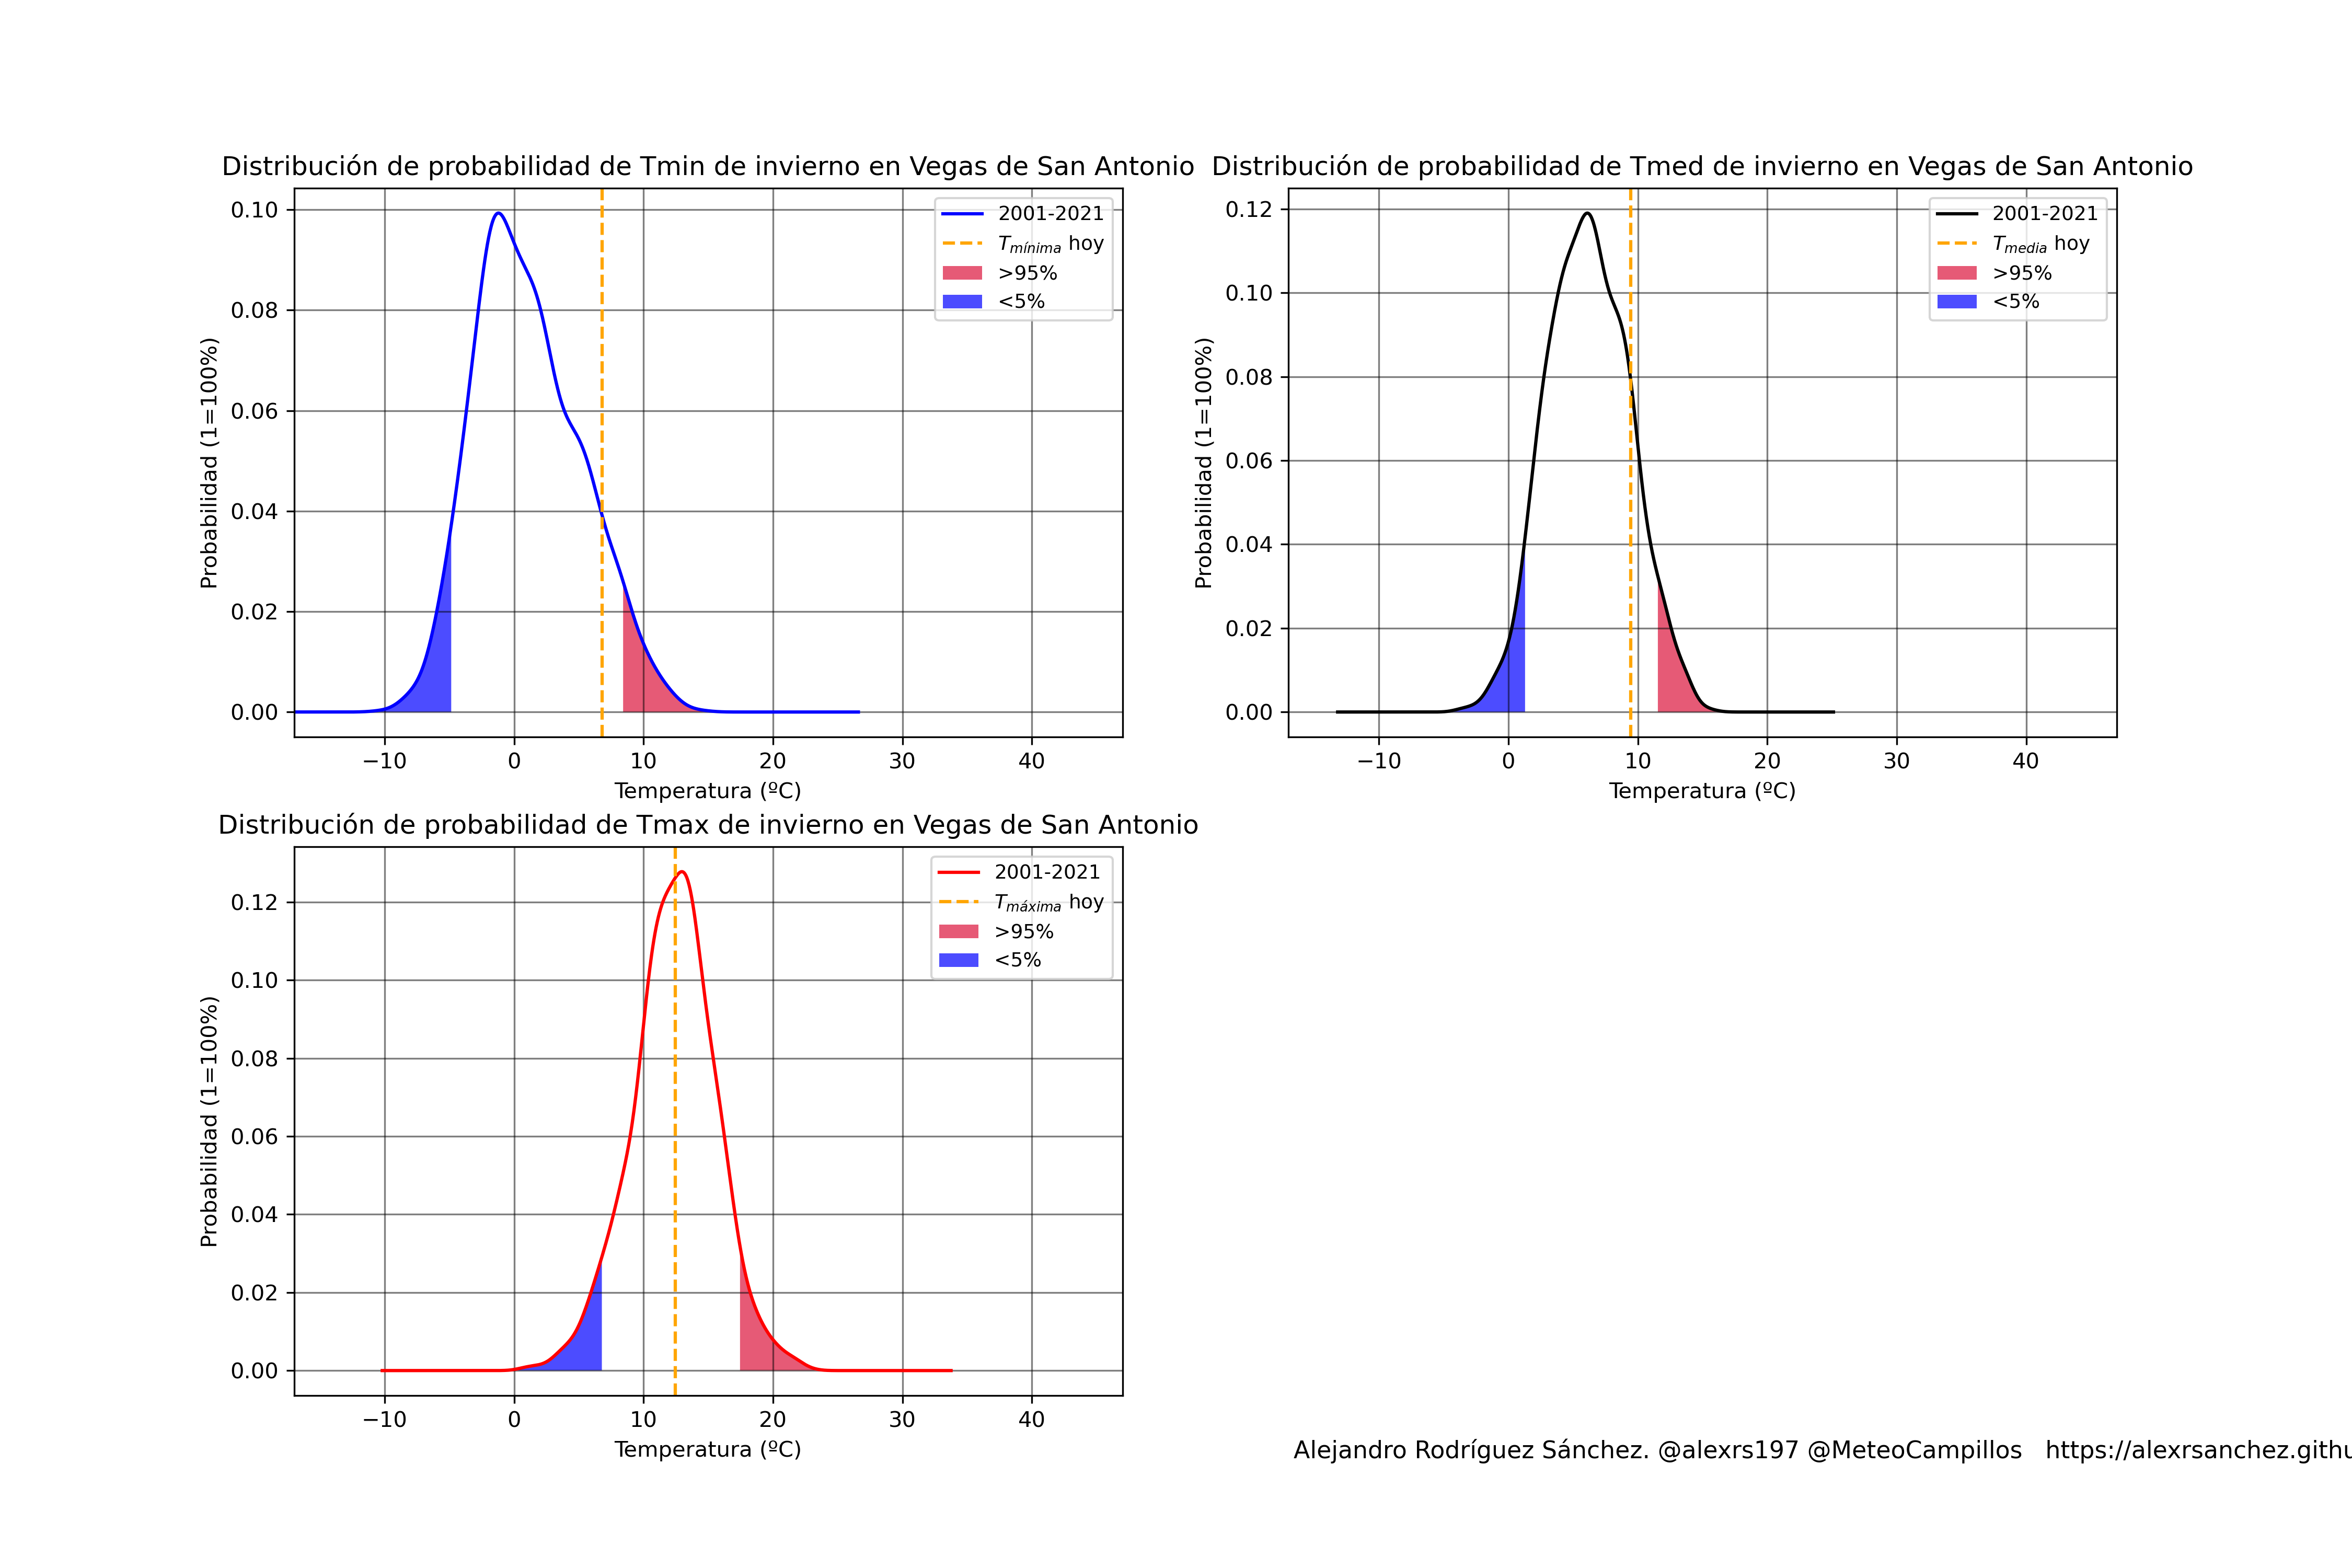 Distribución de probabilidad de Tmin de invierno en Vegas de San Antonio
0.10
0.08
0.06
0.04
0.02
0.00
Probabilidad (1=100%)
−10 0 10 20 30 40
Temperatura (ºC)
2001-2021
Tmínima hoy
>95%
<5%
Distribución de probabilidad de Tmed de invierno en Vegas de San Antonio
0.12
0.10
0.08
0.06
0.04
0.02
0.00
Probabilidad (1=100%)
−10 0 10 20 30 40
Temperatura (ºC)
2001-2021
Tmedia hoy
>95%
<5%
Distribución de probabilidad de Tmax de invierno en Vegas de San Antonio
0.12
0.10
0.08
0.06
0.04
0.02
0.00
Probabilidad (1=100%)
−10 0 10 20 30 40
Temperatura (ºC)
2001-2021
Tmáxima hoy
>95%
<5%
Alejandro Rodríguez Sánchez. @alexrs197 @MeteoCampillos https://alexrsanchez.githu